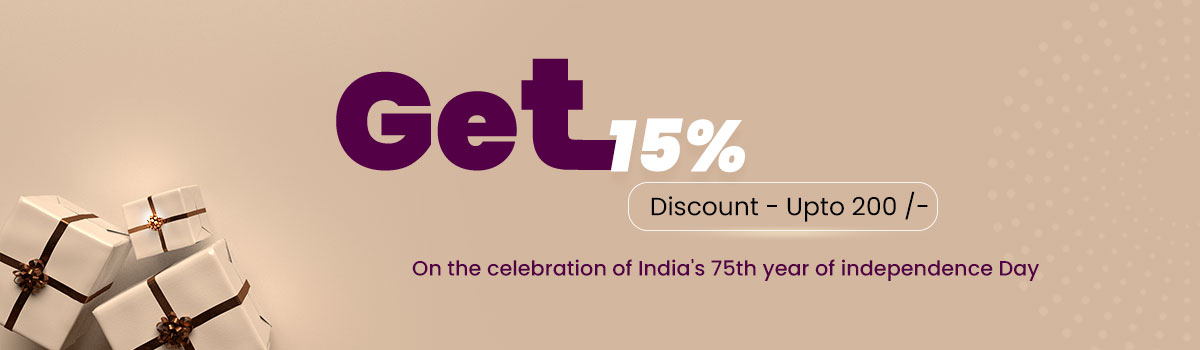 Get 15%
Discount - Upto 200 /-
On the celebration of India's 75th year of independence Day